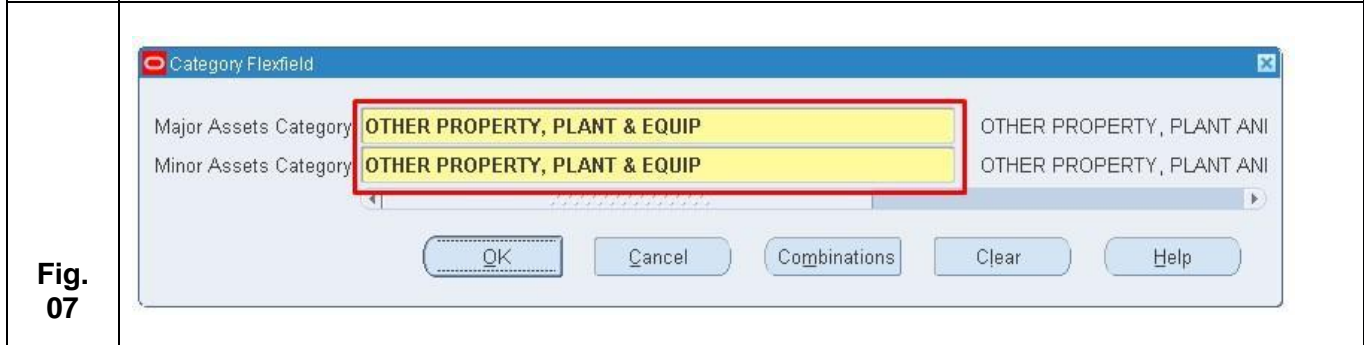 Category Flexfield
Major Assets Category OTHER PROPERTY, PLANT & EQUIP OTHER PROPERTY, PLANT ANI
Minor Assets Category OTHER PROPERTY, PLANT & EQUIP OTHER PROPERTY, PLANT ANI
OK Cancel Combinations Clear Help
Fig.
07